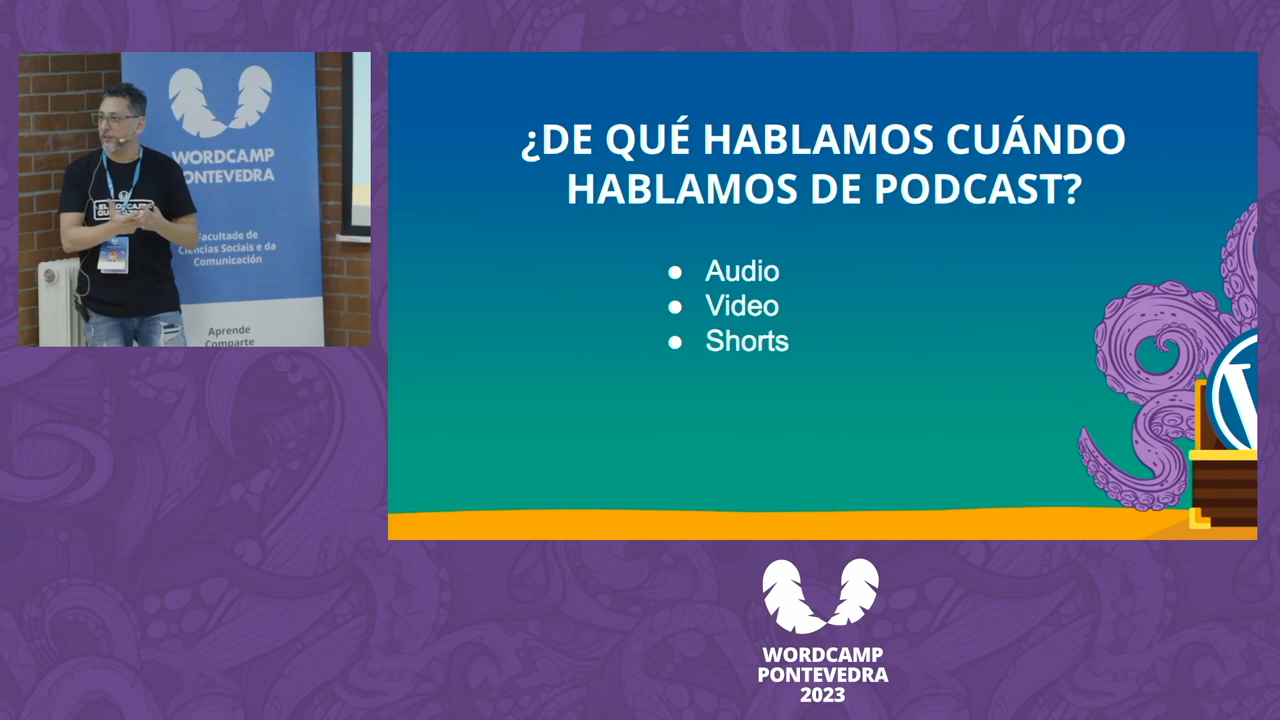 WORDCAMP
PONTEVEDRA
Facultade de
Ciencias Sociais e da
Comunicación
Aprende
Comparte
¿DE QUÉ HABLAMOS CUÁNDO
HABLAMOS DE PODCAST?
● Audio
● Video
● Shorts
WORDCAMP
PONTEVEDRA
2023